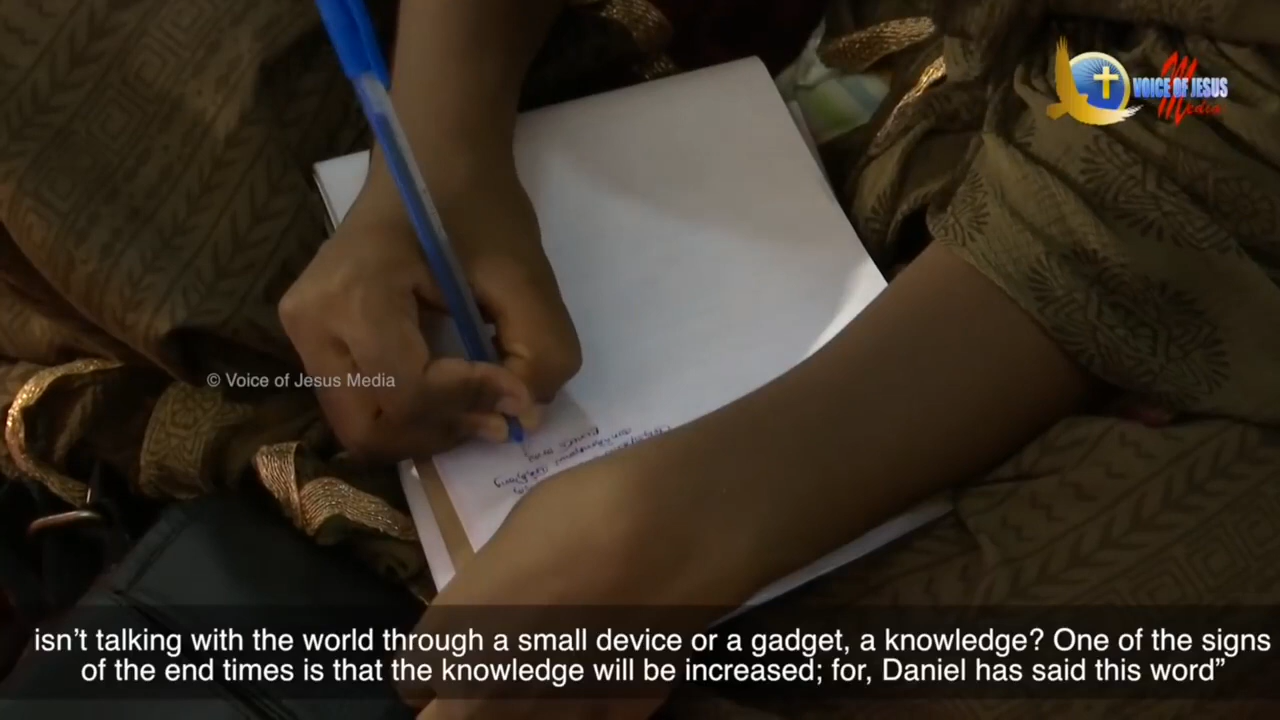 VOICE OF JESUS
Media
© Voice of Jesus Media
isn’t talking with the world through a small device or a gadget, a knowledge? One of the signs
of the end times is that the knowledge will be increased; for, Daniel has said this word”